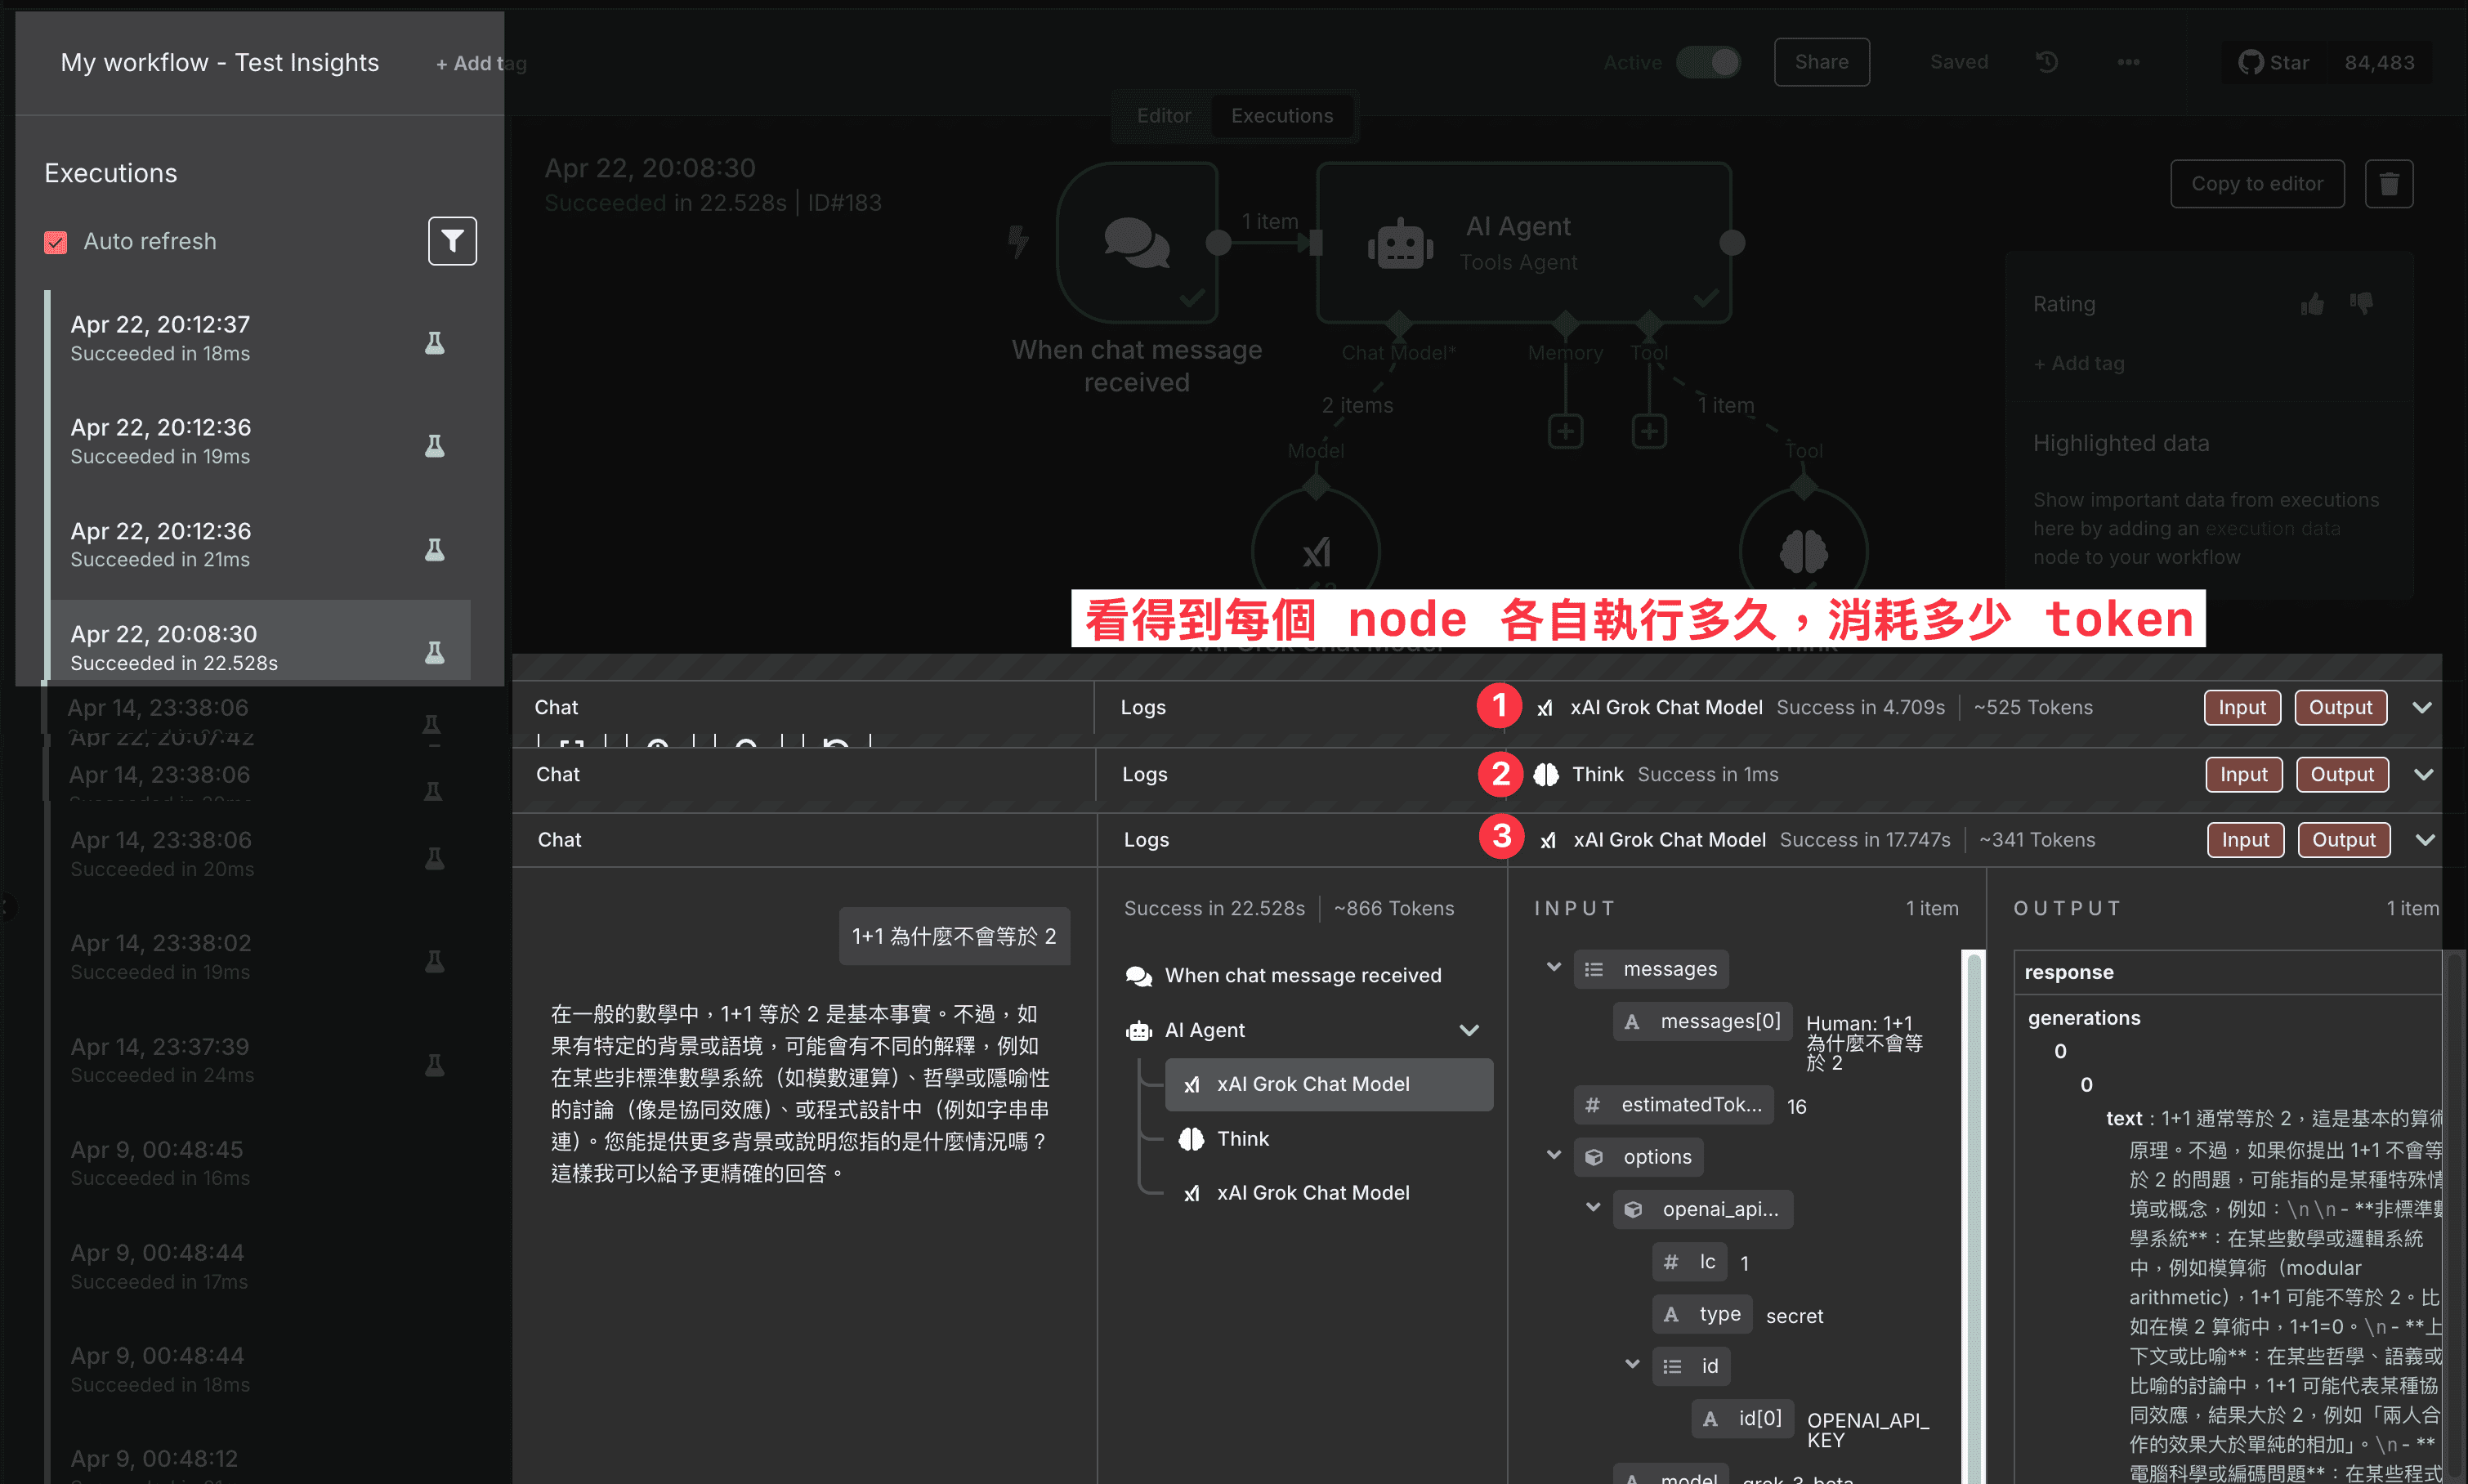 My workflow - Test Insights
+ Add tag
Active
Share
Saved
Star
84,483
Editor
Executions
Executions
Auto refresh
Apr 22, 20:12:37
Succeeded in 18ms
Apr 22, 20:12:36
Succeeded in 19ms
Apr 22, 20:12:36
Succeeded in 21ms
Apr 22, 20:08:30
Succeeded in 22.528s
Apr 14, 23:38:06
Apr 22, 20:07:42
Apr 14, 23:38:06
Apr 14, 23:38:06
Succeeded in 20ms
Apr 14, 23:38:02
Succeeded in 19ms
Apr 14, 23:37:39
Succeeded in 24ms
Apr 9, 00:48:45
Succeeded in 16ms
Apr 9, 00:48:44
Succeeded in 17ms
Apr 9, 00:48:44
Succeeded in 18ms
Apr 9, 00:48:12
Apr 22, 20:08:30
Succeeded in 22.528s | ID#183
1 item
AI Agent
Tools Agent
When chat message
received
Chat Model*
Memory
Tool
2 items
1 item
Model
Tool
Copy to editor
Rating
+ Add tag
Highlighted data
Show important data from executions
here by adding an execution data
node to your workflow
看得到每個 node 各自執行多久，消耗多少 token
Chat
Logs
1
xAI Grok Chat Model
Success in 4.709s
~525 Tokens
Input
Output
Chat
Logs
2
Think
Success in 1ms
Input
Output
Chat
Logs
3
xAI Grok Chat Model
Success in 17.747s
~341 Tokens
Input
Output
1+1 為什麼不會等於 2
在一般的數學中，1+1 等於 2 是基本事實。不過，如
果有特定的背景或語境，可能會有不同的解釋，例如
在某些非標準數學系統（如模數運算）、哲學或隱喻性
的討論（像是協同效應）、或程式設計中（例如字串串
連）。您能提供更多背景或說明您指的是什麼情況嗎？
這樣我可以給予更精確的回答。
Success in 22.528s
~866 Tokens
When chat message received
AI Agent
xAI Grok Chat Model
Think
xAI Grok Chat Model
INPUT
1 item
messages
messages[0]
Human: 1+1
為什麼不會等
於 2
estimatedTok...
16
options
openai_api...
lc
1
type
secret
id
id[0]
OPENAI_API_
KEY
model
grok-3-beta
OUTPUT
1 item
response
generations
0
0
text : 1+1 通常等於 2，這是基本的算術
原理。不過，如果你提出 1+1 不會等
於 2 的問題，可能指的是某種特殊情
境或概念，例如：\n\n- **非標準數
學系統**：在某些數學或邏輯系統
中，例如模算術（modular
arithmetic），1+1 可能不等於 2。比
如在模 2 算術中，1+1=0。\n- **上
下文或比喻**：在某些哲學、語義或
比喻的討論中，1+1 可能代表某種協
同效應，結果大於 2，例如「兩人合
作的效果大於單純的相加」。\n- **
電腦科學或編碼問題**：在某些程式